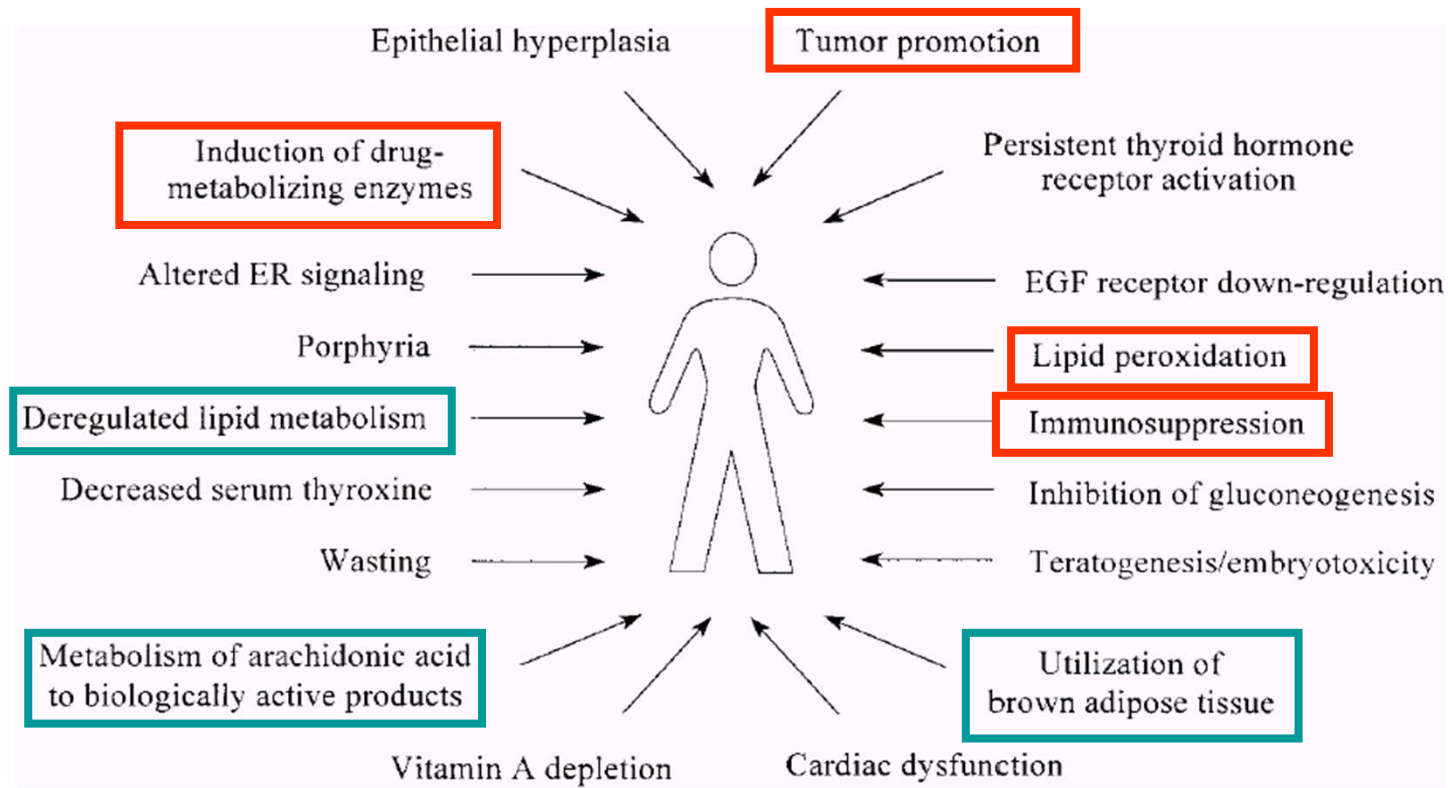 Epithelial hyperplasia
Tumor promotion
Induction of drug-
metabolizing enzymes
Persistent thyroid hormone
receptor activation
Altered ER signaling
EGF receptor down-regulation
Porphyria
Lipid peroxidation
Deregulated lipid metabolism
Immunosuppression
Decreased serum thyroxine
Inhibition of gluconeogenesis
Wasting
Teratogenesis/embryotoxicity
Metabolism of arachidonic acid
to biologically active products
Utilization of
brown adipose tissue
Vitamin A depletion
Cardiac dysfunction